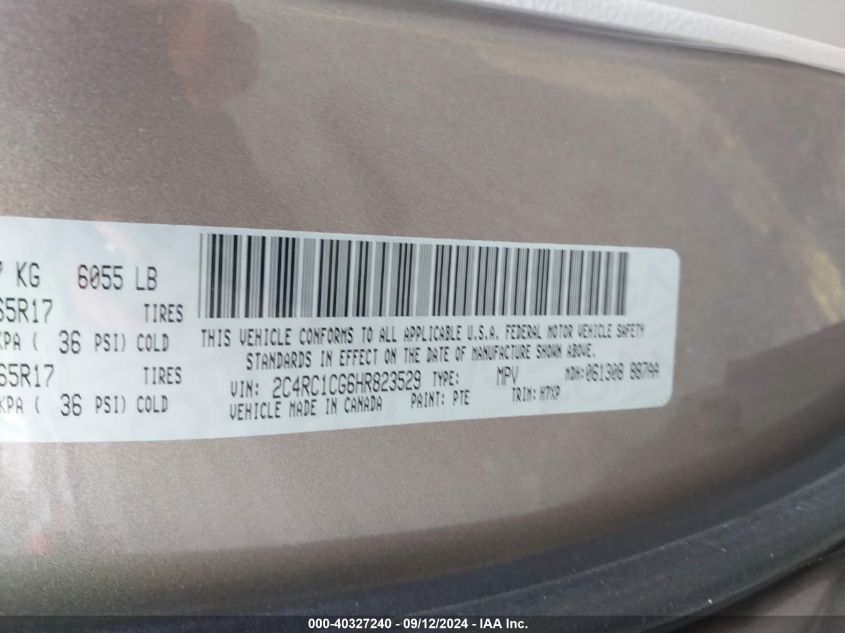 7 KG 6055 LB
65R17 TIRES
KPA ( 36 PSI) COLD
65R17 TIRES
KPA ( 36 PSI) COLD
THIS VEHICLE CONFORMS TO ALL APPLICABLE U.S.A. FEDERAL MOTOR VEHICLE SAFETY
STANDARDS IN EFFECT ON THE DATE OF MANUFACTURE SHOWN ABOVE.
VIN: 2C4RC1CG6HR823529 TYPE: MPV MDH:061308 887AA
VEHICLE MADE IN CANADA PAINT: PTE TRIM: H7XP
000-40327240 - 09/12/2024 - IAA Inc.